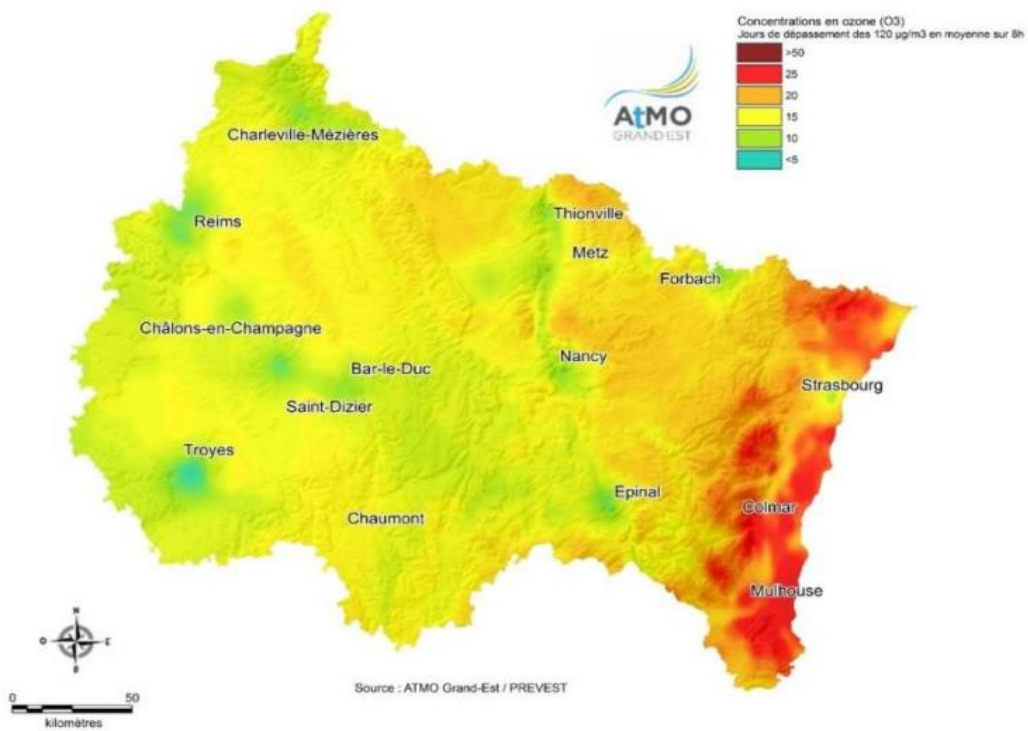 Concentrations en ozone (O3)
Jours de dépassement des 120 µg/m3 en moyenne sur 8h
>50
25
20
15
10
<5
AtMO
GRAND EST
Charleville-Mézières
Reims
Thionville
Metz
Forbach
Châlons-en-Champagne
Nancy
Bar-le-Duc
Strasbourg
Saint-Dizier
Troyes
Epinal
Colmar
Chaumont
Mulhouse
N
O
E
S
Source : ATMO Grand-Est / PREVEST
0 50
kilomètres